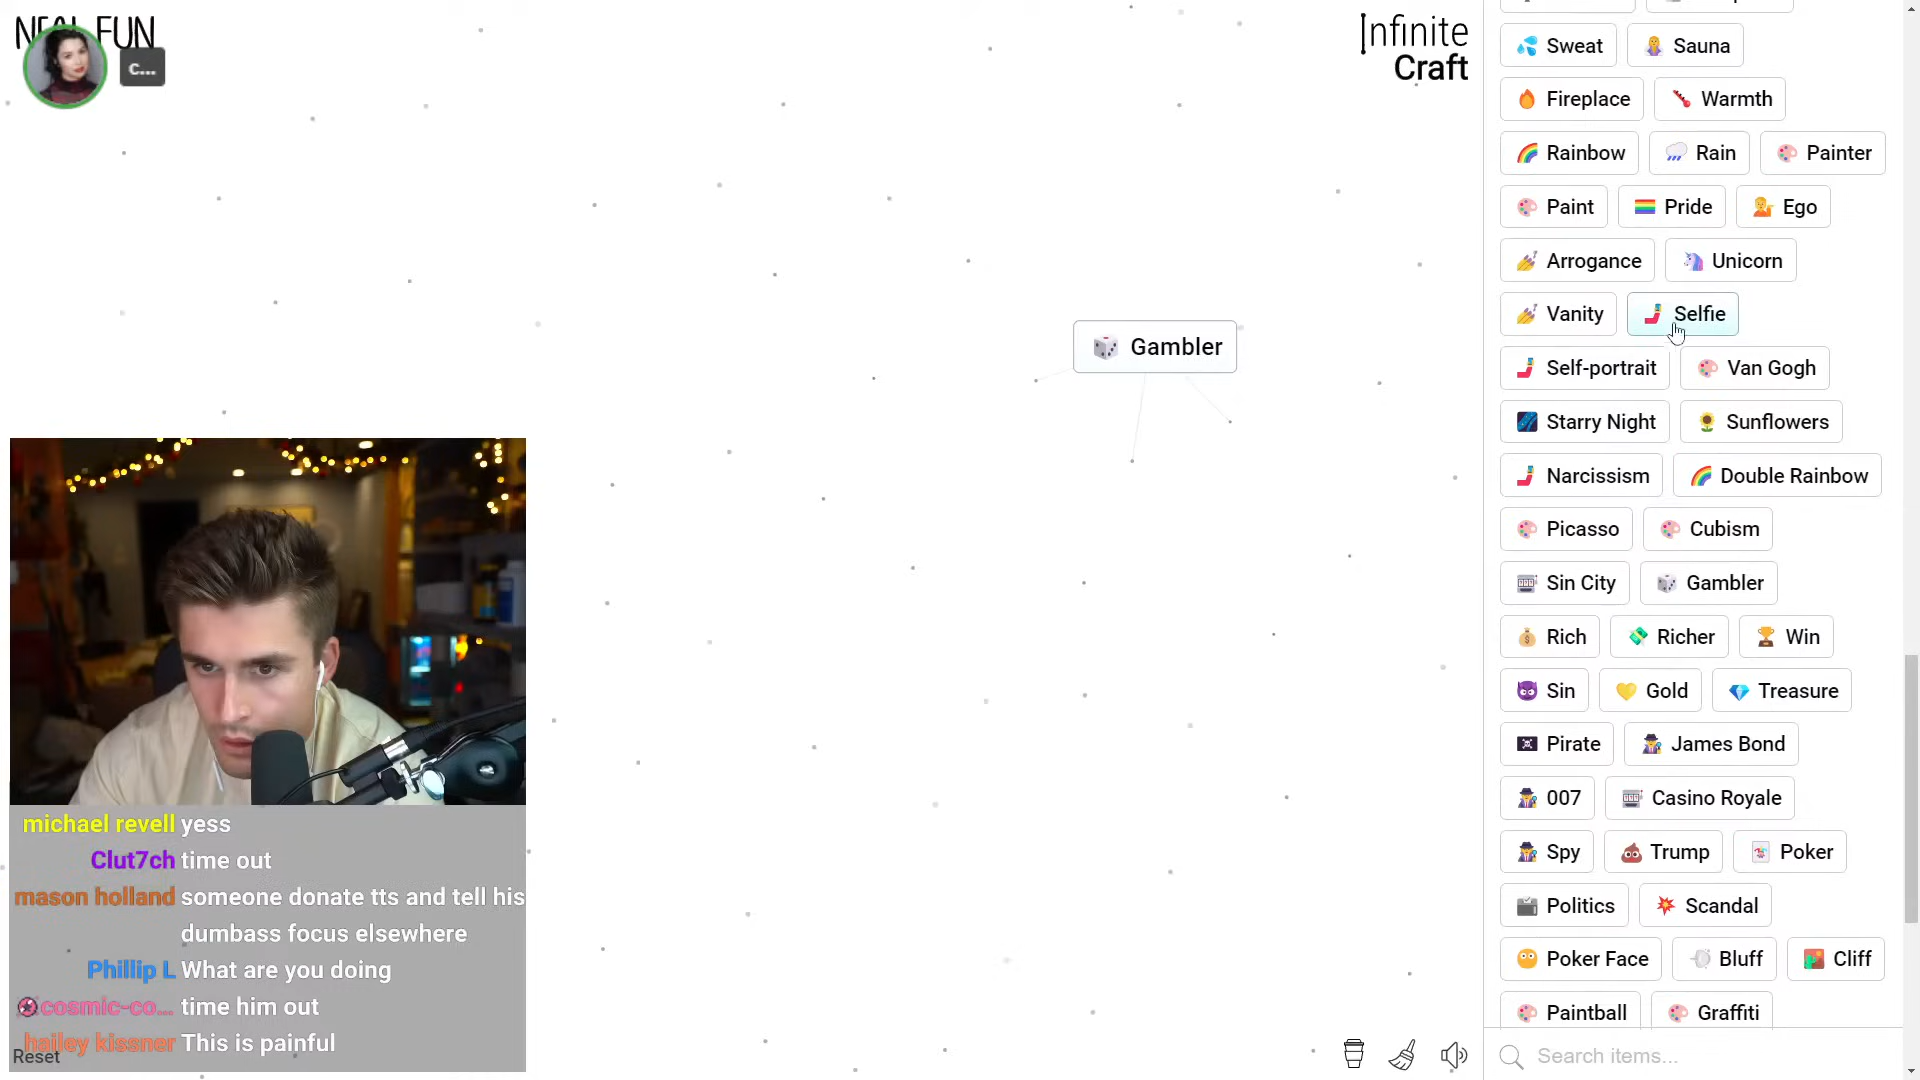 Infinite
Craft
c...
Sweat
Sauna
Fireplace
Warmth
Rainbow
Rain
Painter
Paint
Pride
Ego
Arrogance
Unicorn
Vanity
Selfie
Self-portrait
Van Gogh
Starry Night
Sunflowers
Narcissism
Double Rainbow
Picasso
Cubism
Sin City
Gambler
Rich
Richer
Win
Sin
Gold
Treasure
Pirate
James Bond
007
Casino Royale
Spy
Trump
Poker
Politics
Scandal
Poker Face
Bluff
Cliff
Paintball
Graffiti
Search items...
Gambler
michael revell yess
Clut7ch time out
mason holland someone donate tts and tell his
dumbass focus elsewhere
Phillip L What are you doing
cosmic-co... time him out
hailey kissner This is painful
Reset